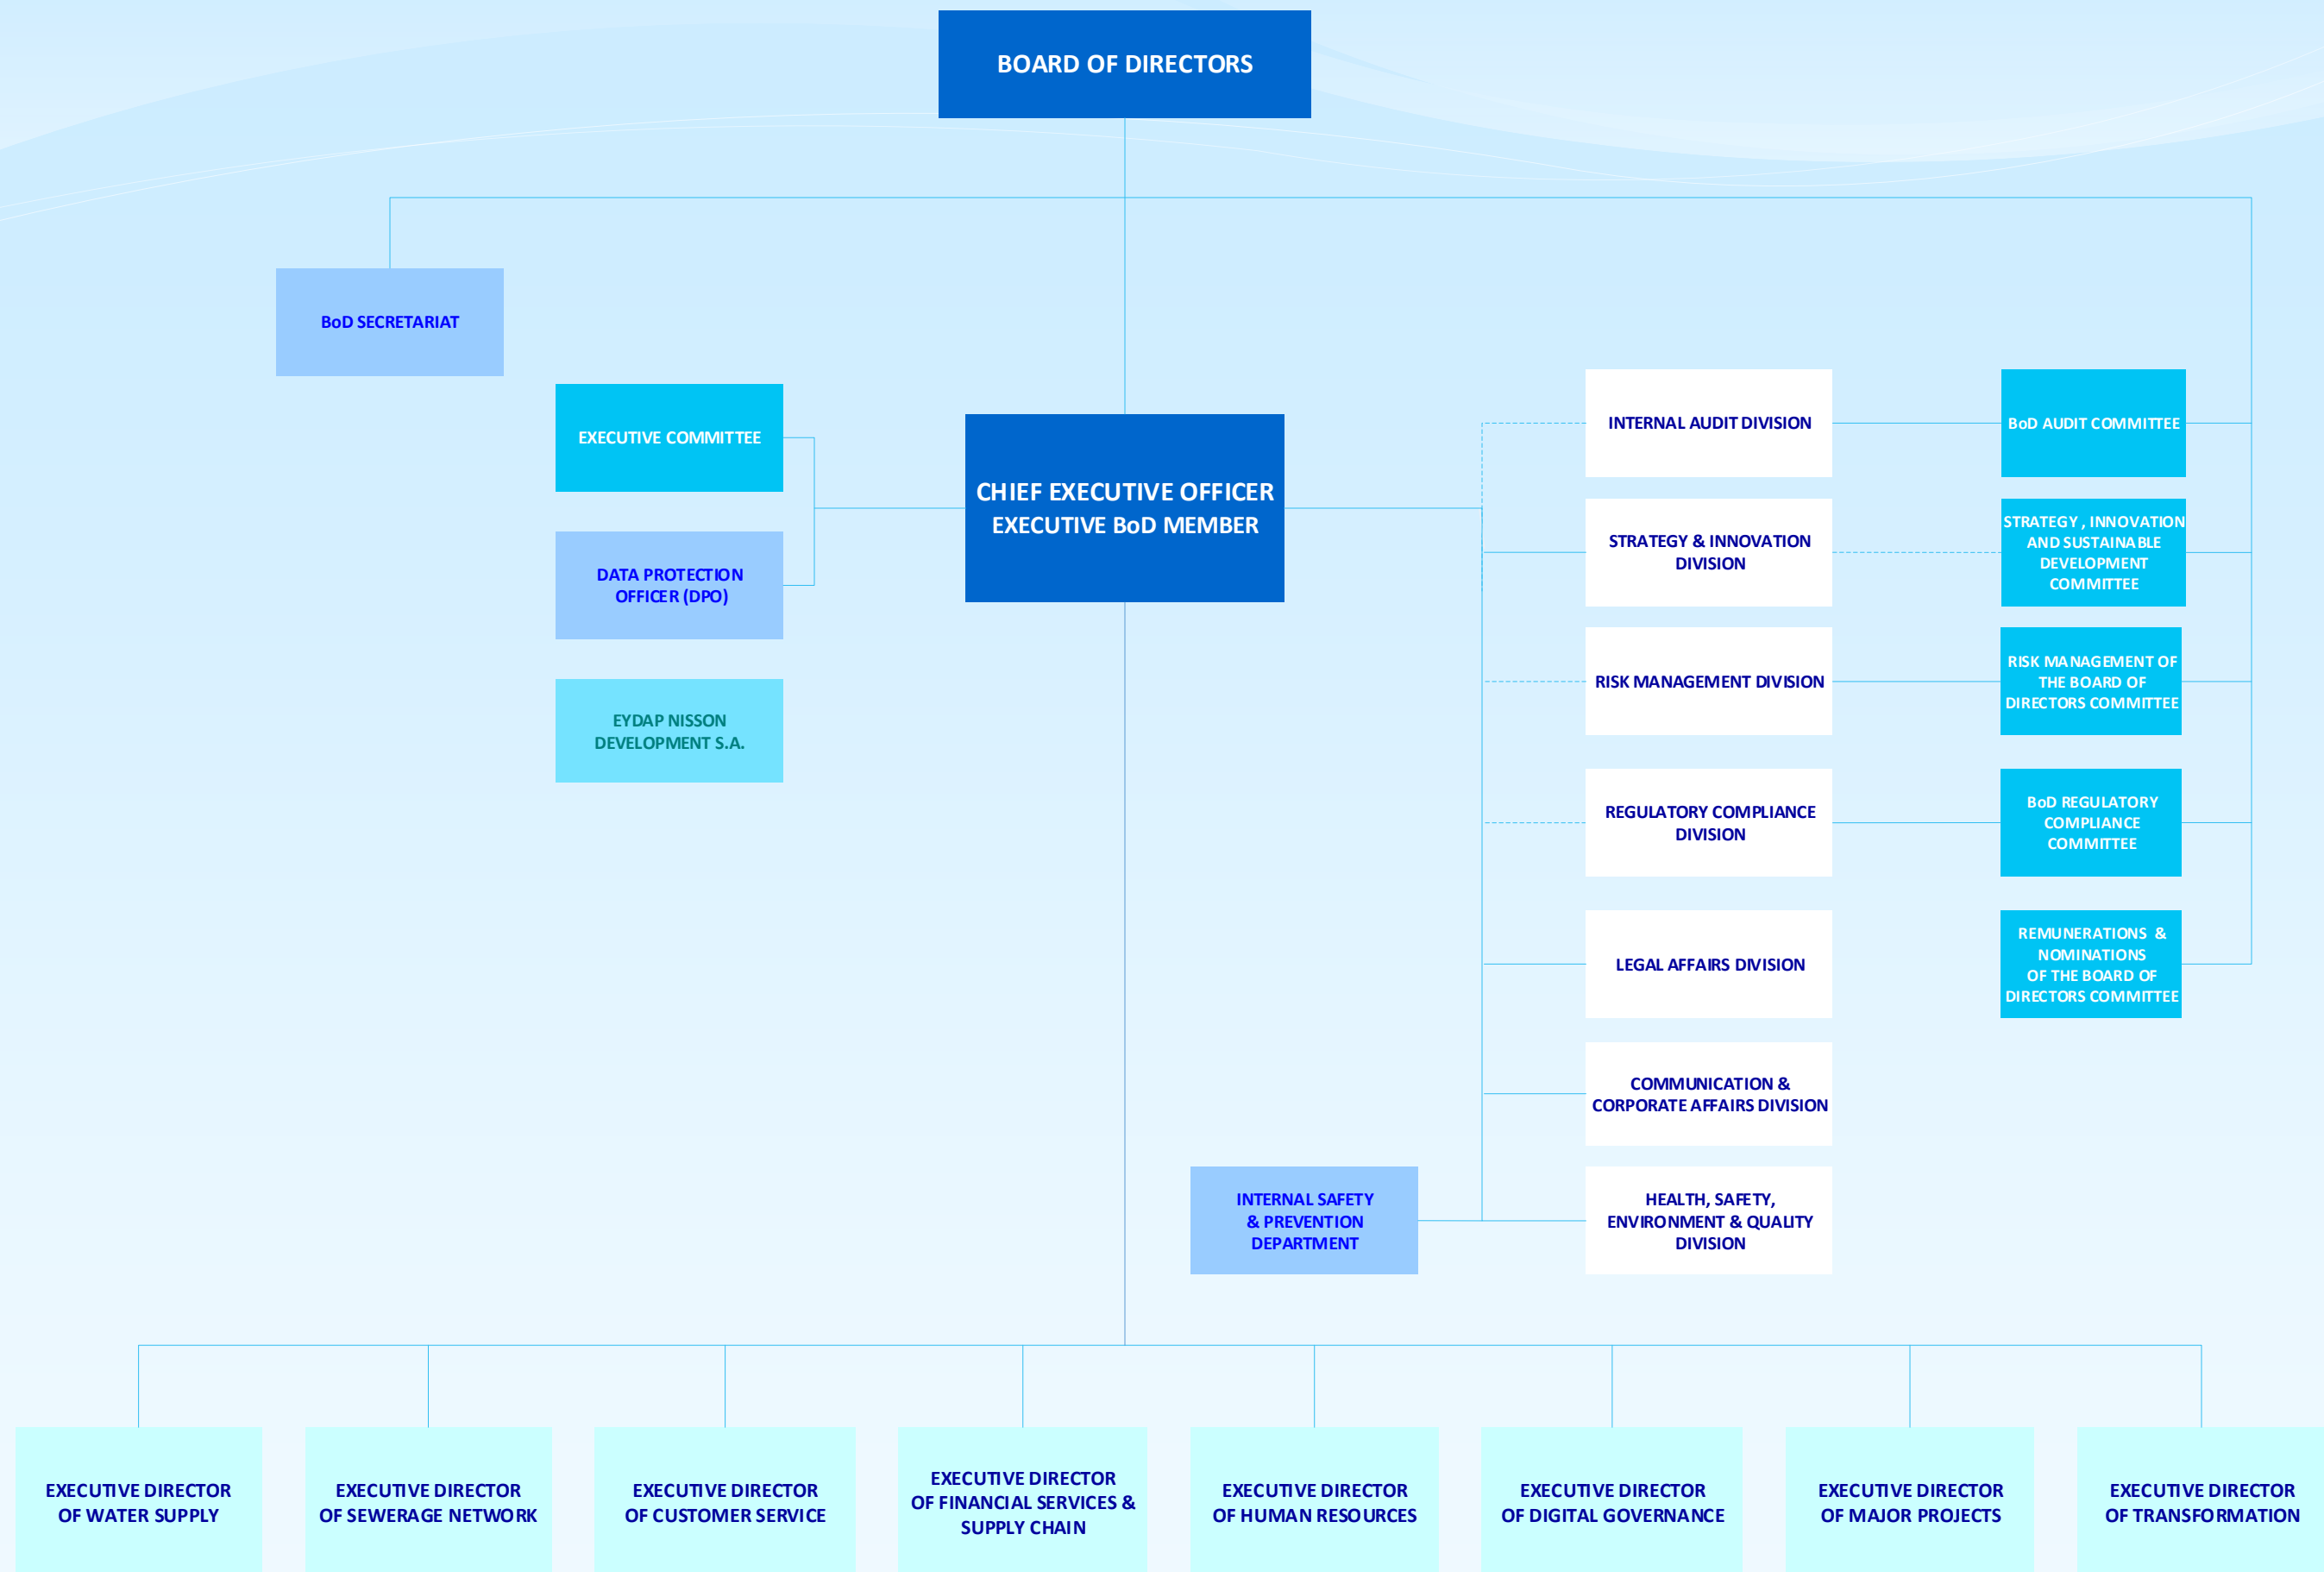 BOARD OF DIRECTORS
BoD SECRETARIAT
EXECUTIVE COMMITTEE
DATA PROTECTION
OFFICER (DPO)
EYDAP NISSON
DEVELOPMENT S.A.
CHIEF EXECUTIVE OFFICER
EXECUTIVE BoD MEMBER
INTERNAL AUDIT DIVISION
BoD AUDIT COMMITTEE
STRATEGY & INNOVATION
DIVISION
STRATEGY , INNOVATION
AND SUSTAINABLE
DEVELOPMENT
COMMITTEE
RISK MANAGEMENT DIVISION
RISK MANAGEMENT OF
THE BOARD OF
DIRECTORS COMMITTEE
REGULATORY COMPLIANCE
DIVISION
BoD REGULATORY
COMPLIANCE
COMMITTEE
LEGAL AFFAIRS DIVISION
REMUNERATIONS &
NOMINATIONS
OF THE BOARD OF
DIRECTORS COMMITTEE
COMMUNICATION &
CORPORATE AFFAIRS DIVISION
INTERNAL SAFETY
& PREVENTION
DEPARTMENT
HEALTH, SAFETY,
ENVIRONMENT & QUALITY
DIVISION
EXECUTIVE DIRECTOR
OF WATER SUPPLY
EXECUTIVE DIRECTOR
OF SEWERAGE NETWORK
EXECUTIVE DIRECTOR
OF CUSTOMER SERVICE
EXECUTIVE DIRECTOR
OF FINANCIAL SERVICES &
SUPPLY CHAIN
EXECUTIVE DIRECTOR
OF HUMAN RESOURCES
EXECUTIVE DIRECTOR
OF DIGITAL GOVERNANCE
EXECUTIVE DIRECTOR
OF MAJOR PROJECTS
EXECUTIVE DIRECTOR
OF TRANSFORMATION